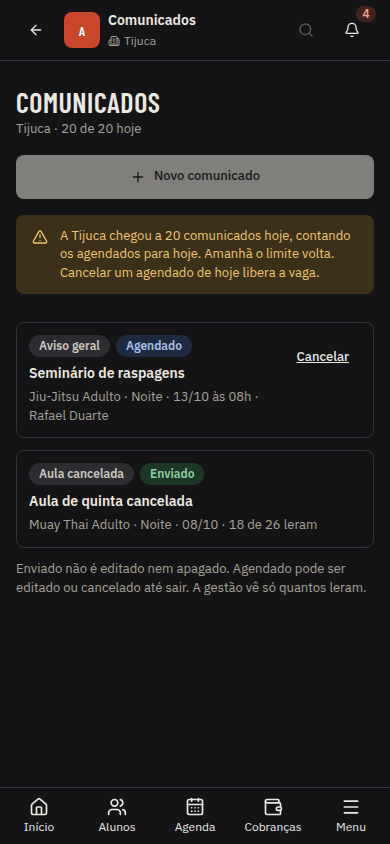 4
A
Comunicados
Tijuca
COMUNICADOS
Tijuca · 20 de 20 hoje
+ Novo comunicado
A Tijuca chegou a 20 comunicados hoje, contando
os agendados para hoje. Amanhã o limite volta.
Cancelar um agendado de hoje libera a vaga.
Aviso geral Agendado
Cancelar
Seminário de raspagens
Jiu-Jitsu Adulto · Noite · 13/10 às 08h ·
Rafael Duarte
Aula cancelada Enviado
Aula de quinta cancelada
Muay Thai Adulto · Noite · 08/10 · 18 de 26 leram
Enviado não é editado nem apagado. Agendado pode ser
editado ou cancelado até sair. A gestão vê só quantos leram.
Início Alunos Agenda Cobranças Menu